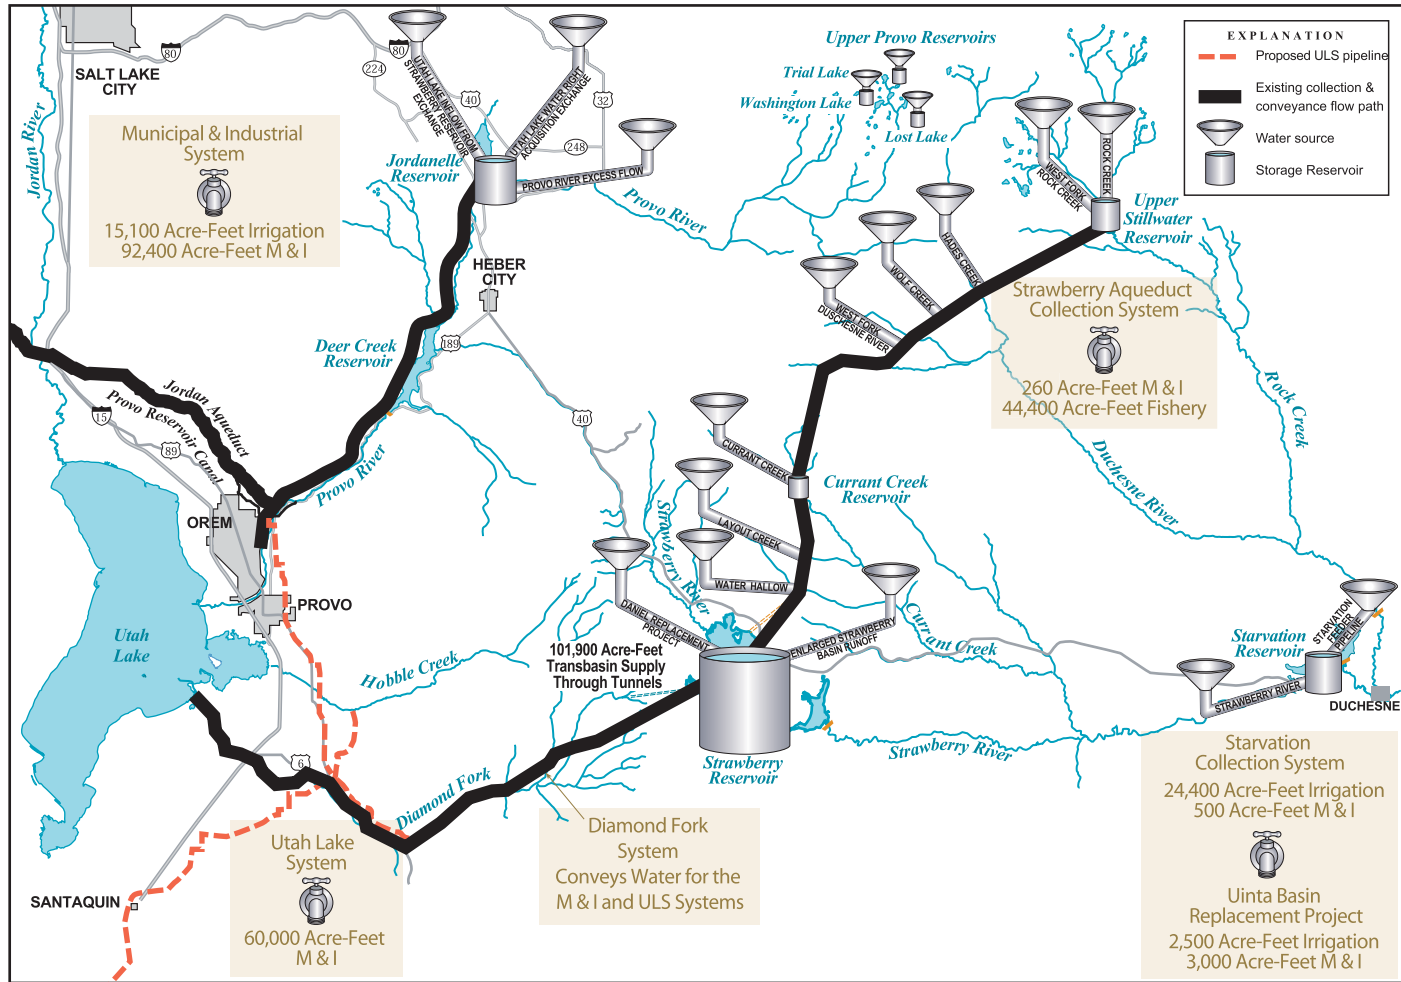 EXPLANATION
Proposed ULS pipeline
Existing collection &
conveyance flow path
Water source
Storage Reservoir
80
SALT LAKE
CITY
Jordan River
Municipal & Industrial
System
15,100 Acre-Feet Irrigation
92,400 Acre-Feet M & I
80
224
40
32
248
UTAH LAKE INFLOW FROM
STRAWBERRY RESERVOIR
EXCHANGE
UTAH LAKE WATER RIGHT
ACQUSITION EXCHANGE
PROVO RIVER EXCESS FLOW
Jordanelle
Reservoir
Provo River
HEBER
CITY
189
Deer Creek
Reservoir
Upper Provo Reservoirs
Trial Lake
Washington Lake
Lost Lake
WEST FORK
ROCK CREEK
ROCK CREEK
Upper
Stillwater
Reservoir
HADES CREEK
WOLF CREEK
WEST FORK
DUSCHESNE RIVER
Strawberry Aqueduct
Collection System
260 Acre-Feet M & I
44,400 Acre-Feet Fishery
Rock Creek
Duchesne River
Jordan Aqueduct
Provo Reservoir Canal
15
89
Provo River
OREM
PROVO
Utah
Lake
40
CURRANT CREEK
Currant Creek
Reservoir
LAYOUT CREEK
WATER HALLOW
Strawberry River
DANIEL REPLACEMENT
PROJECT
ENLARGED STRAWBERRY
BASIN RUNOFF
Currant Creek
101,900 Acre-Feet
Transbasin Supply
Through Tunnels
Hobble Creek
Strawberry
Reservoir
Strawberry River
Starvation
Reservoir
STARVATION
FEEDER
PIPELINE
STRAWBERRY RIVER
DUCHESNE
6
Diamond Fork
Diamond Fork
System
Conveys Water for the
M & I and ULS Systems
Utah Lake
System
60,000 Acre-Feet
M & I
SANTAQUIN
Starvation
Collection System
24,400 Acre-Feet Irrigation
500 Acre-Feet M & I
Uinta Basin
Replacement Project
2,500 Acre-Feet Irrigation
3,000 Acre-Feet M & I